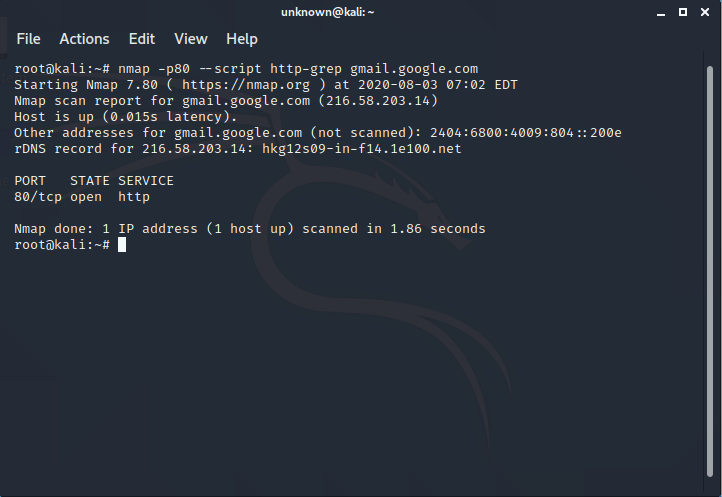 unknown@kali: ~
File Actions Edit View Help
root@kali:~# nmap -p80 --script http-grep gmail.google.com
Starting Nmap 7.80 ( https://nmap.org ) at 2020-08-03 07:02 EDT
Nmap scan report for gmail.google.com (216.58.203.14)
Host is up (0.015s latency).
Other addresses for gmail.google.com (not scanned): 2404:6800:4009:804::200e
rDNS record for 216.58.203.14: hkg12s09-in-f14.1e100.net
PORT   STATE SERVICE
80/tcp open  http
Nmap done: 1 IP address (1 host up) scanned in 1.86 seconds
root@kali:~#